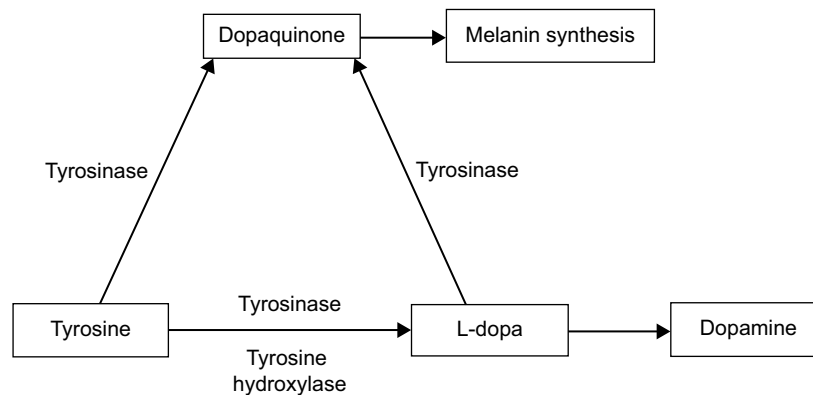 Dopaquinone
Melanin synthesis
Tyrosinase
Tyrosinase
Tyrosinase
Tyrosine
L-dopa
Dopamine
Tyrosine
hydroxylase